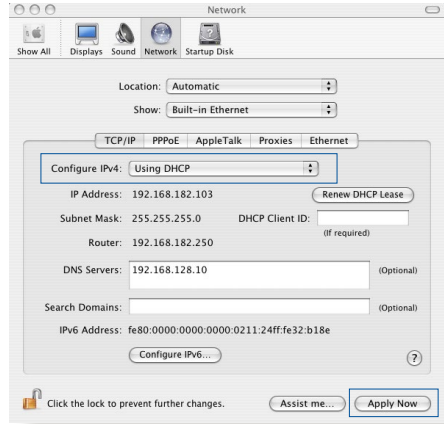 Network
Show All Displays Sound Network Startup Disk
Location: Automatic
Show: Built-in Ethernet
TCP/IP PPPoE AppleTalk Proxies Ethernet
Configure IPv4: Using DHCP
IP Address: 192.168.182.103 Renew DHCP Lease
Subnet Mask: 255.255.255.0 DHCP Client ID:
(If required)
Router: 192.168.182.250
DNS Servers: 192.168.128.10 (Optional)
Search Domains: (Optional)
IPv6 Address: fe80:0000:0000:0000:0211:24ff:fe32:b18e
Configure IPv6... ?
Click the lock to prevent further changes. Assist me... Apply Now